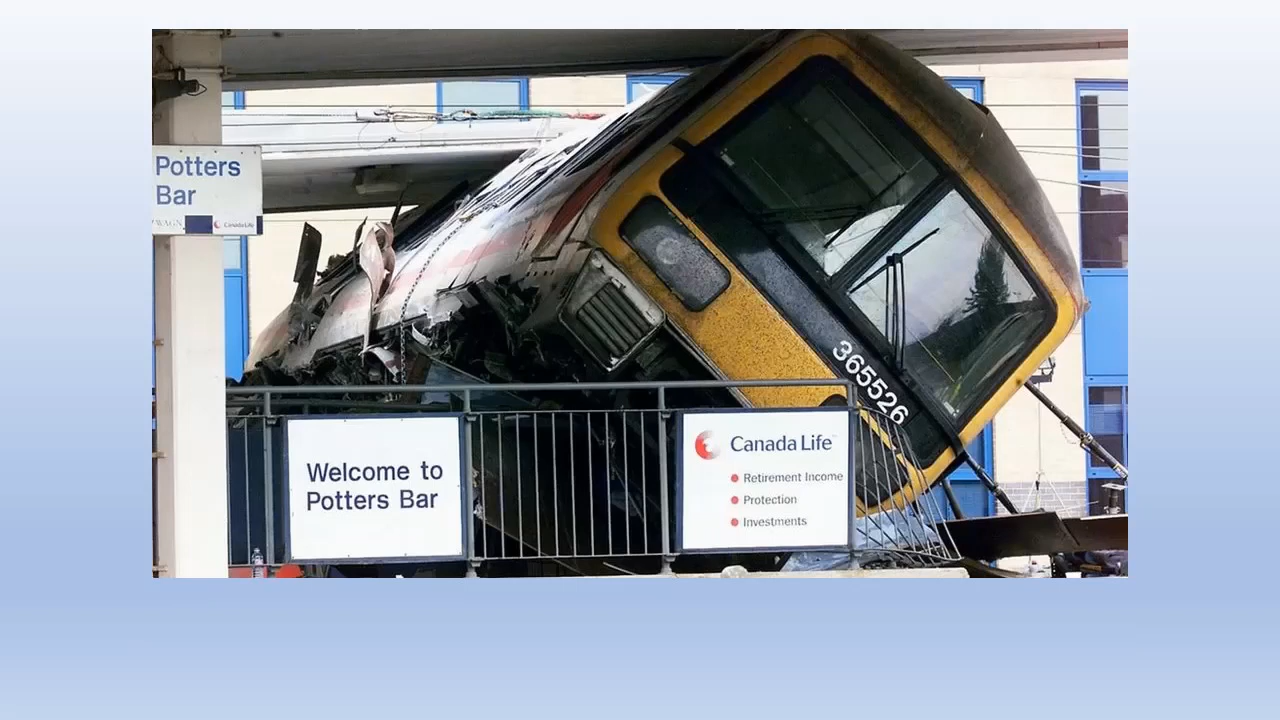 Potters
Bar
WAGN
Canada Life
365526
Welcome to
Potters Bar
Canada Life
Retirement Income
Protection
Investments